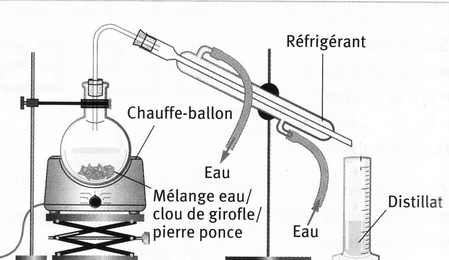 Réfrigérant
Chauffe-ballon
Eau
Mélange eau/
clou de girofle/
pierre ponce
Eau
Distillat